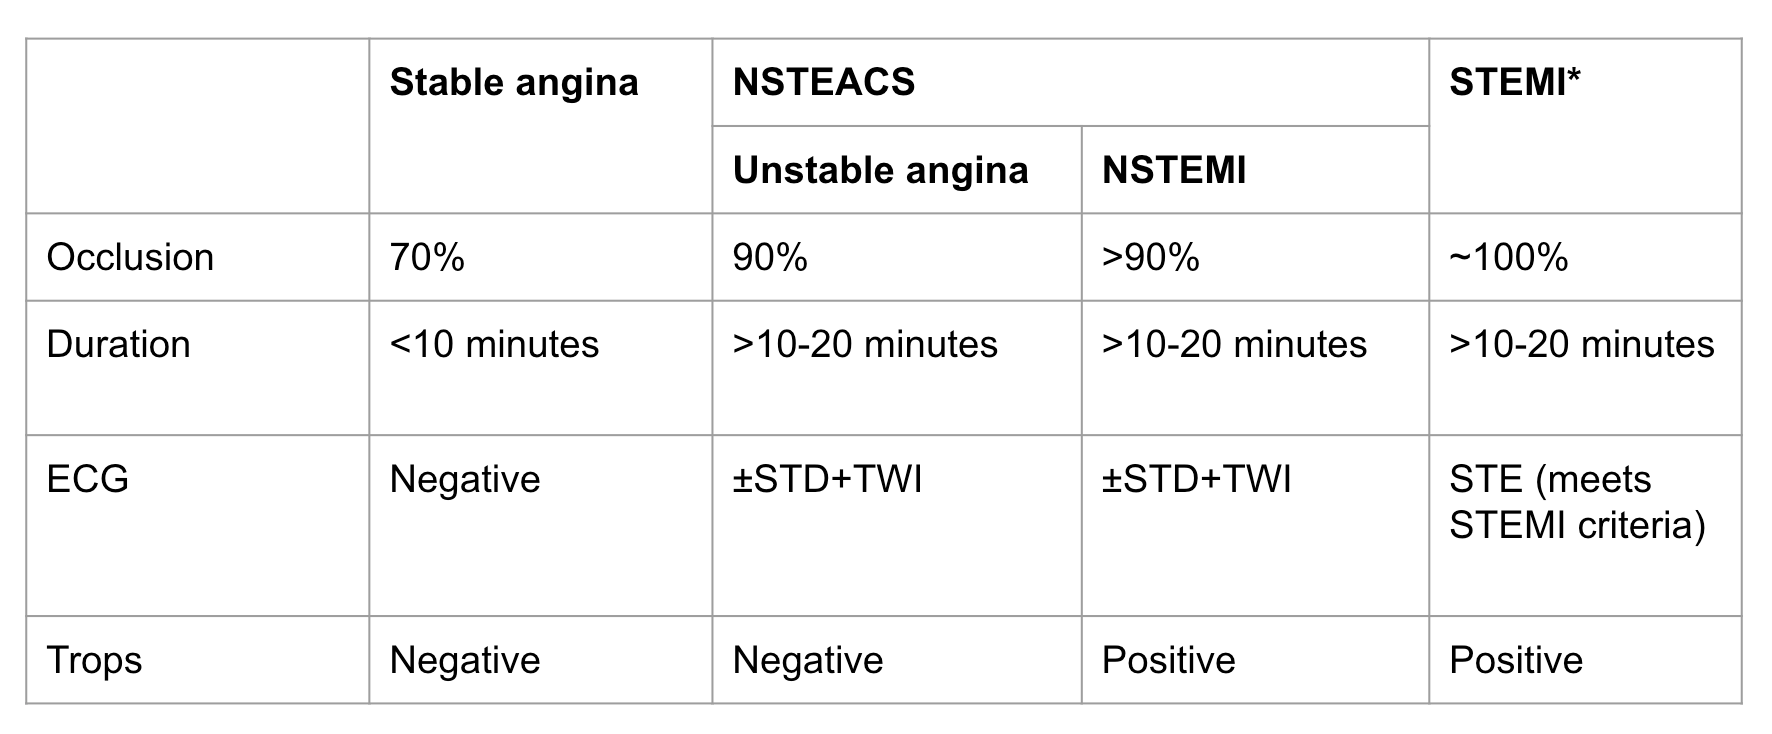 Stable angina NSTEACS STEMI*
Unstable angina NSTEMI
Occlusion 70% 90% >90% ~100%
Duration <10 minutes >10-20 minutes >10-20 minutes >10-20 minutes
ECG Negative ±STD+TWI ±STD+TWI STE (meets
STEMI criteria)
Trops Negative Negative Positive Positive